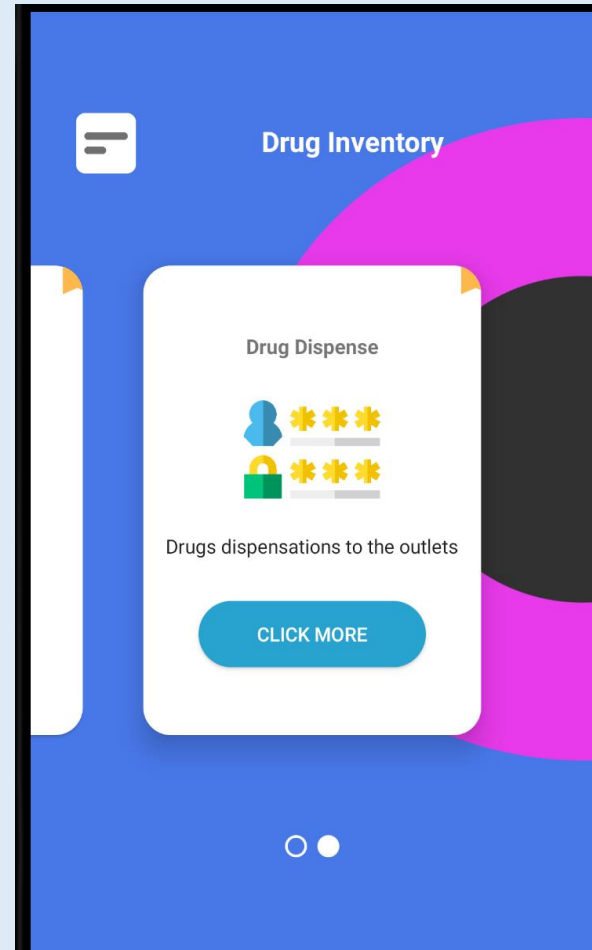 Drug Inventory
Drug Dispense
Drugs dispensations to the outlets
CLICK MORE